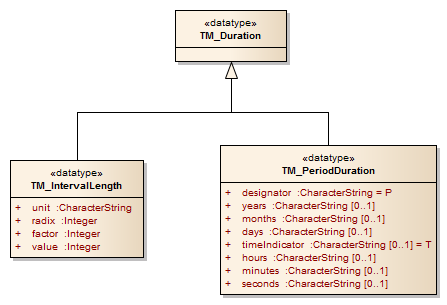 «datatype»
TM_Duration
«datatype»
TM_IntervalLength
+ unit :CharacterString
+ radix :Integer
+ factor :Integer
+ value :Integer
«datatype»
TM_PeriodDuration
+ designator :CharacterString = P
+ years :CharacterString [0..1]
+ months :CharacterString [0..1]
+ days :CharacterString [0..1]
+ timeIndicator :CharacterString [0..1] = T
+ hours :CharacterString [0..1]
+ minutes :CharacterString [0..1]
+ seconds :CharacterString [0..1]